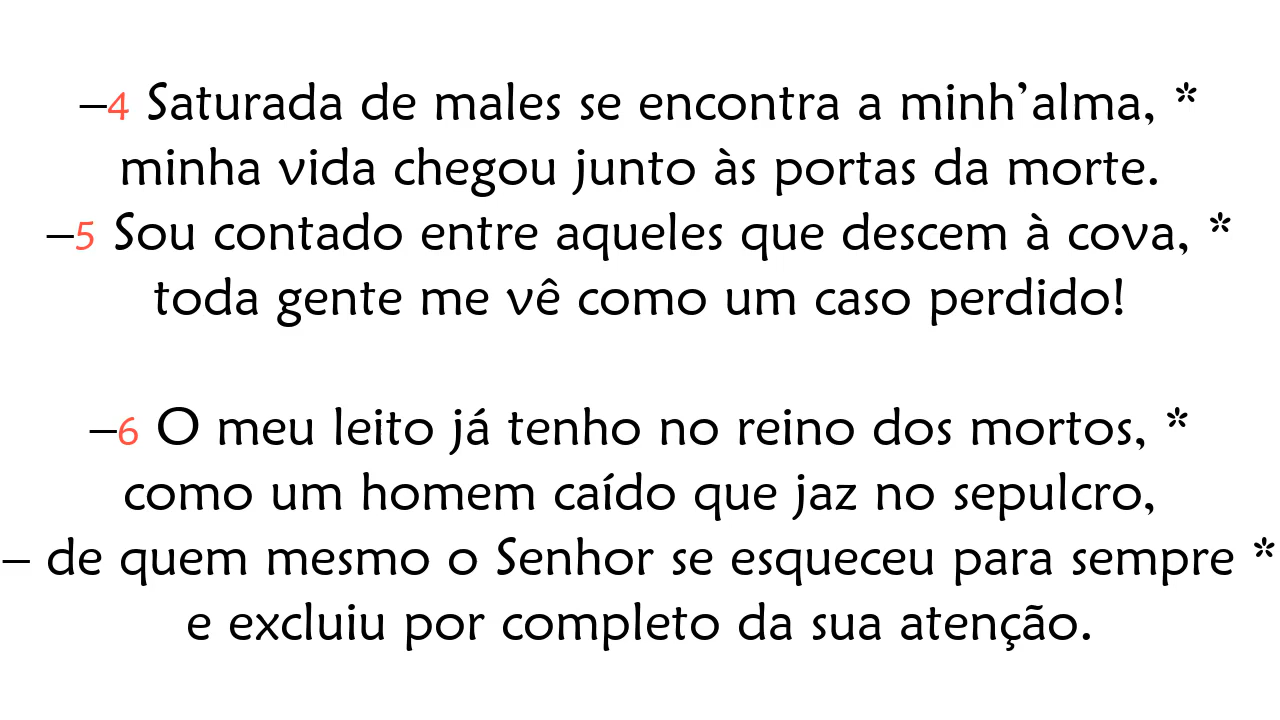 –4 Saturada de males se encontra a minh’alma, *
minha vida chegou junto às portas da morte.
–5 Sou contado entre aqueles que descem à cova, *
toda gente me vê como um caso perdido!
–6 O meu leito já tenho no reino dos mortos, *
como um homem caído que jaz no sepulcro,
– de quem mesmo o Senhor se esqueceu para sempre *
e excluiu por completo da sua atenção.